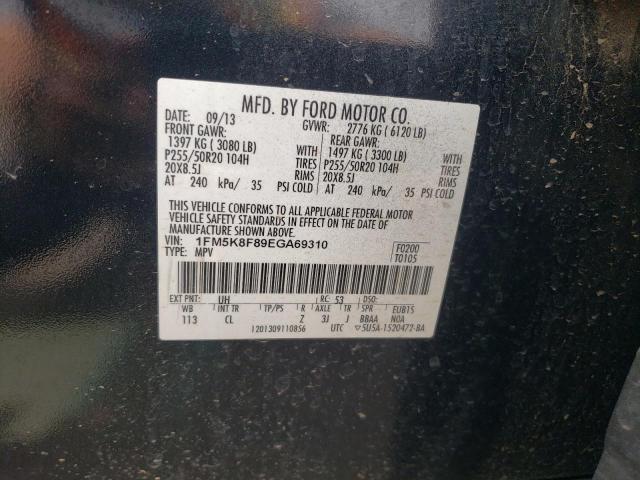 MFD. BY FORD MOTOR CO.
DATE: 09/13 GVWR: 2776 KG ( 6120 LB)
FRONT GAWR: REAR GAWR:
1397 KG ( 3080 LB) 1497 KG ( 3300 LB)
P255/50R20 104H TIRES P255/50R20 104H TIRES
20X8.5J RIMS 20X8.5J RIMS
AT 240 kPa/ 35 PSI COLD AT 240 kPa/ 35 PSI COLD
THIS VEHICLE CONFORMS TO ALL APPLICABLE FEDERAL MOTOR
VEHICLE SAFETY STANDARDS IN EFFECT ON THE DATE OF
MANUFACTURE SHOWN ABOVE.
VIN: 1FM5K8F89EGA69310 F0200
TYPE: MPV T0105
EXT PNT: UH RC: 53 DSO:
WB INT TR TP/PS R AXLE TR SPR EUB15
113 CL Z 3J J BBAA NOA
1201309110856 UTC ▽5U5A-1520472-BA